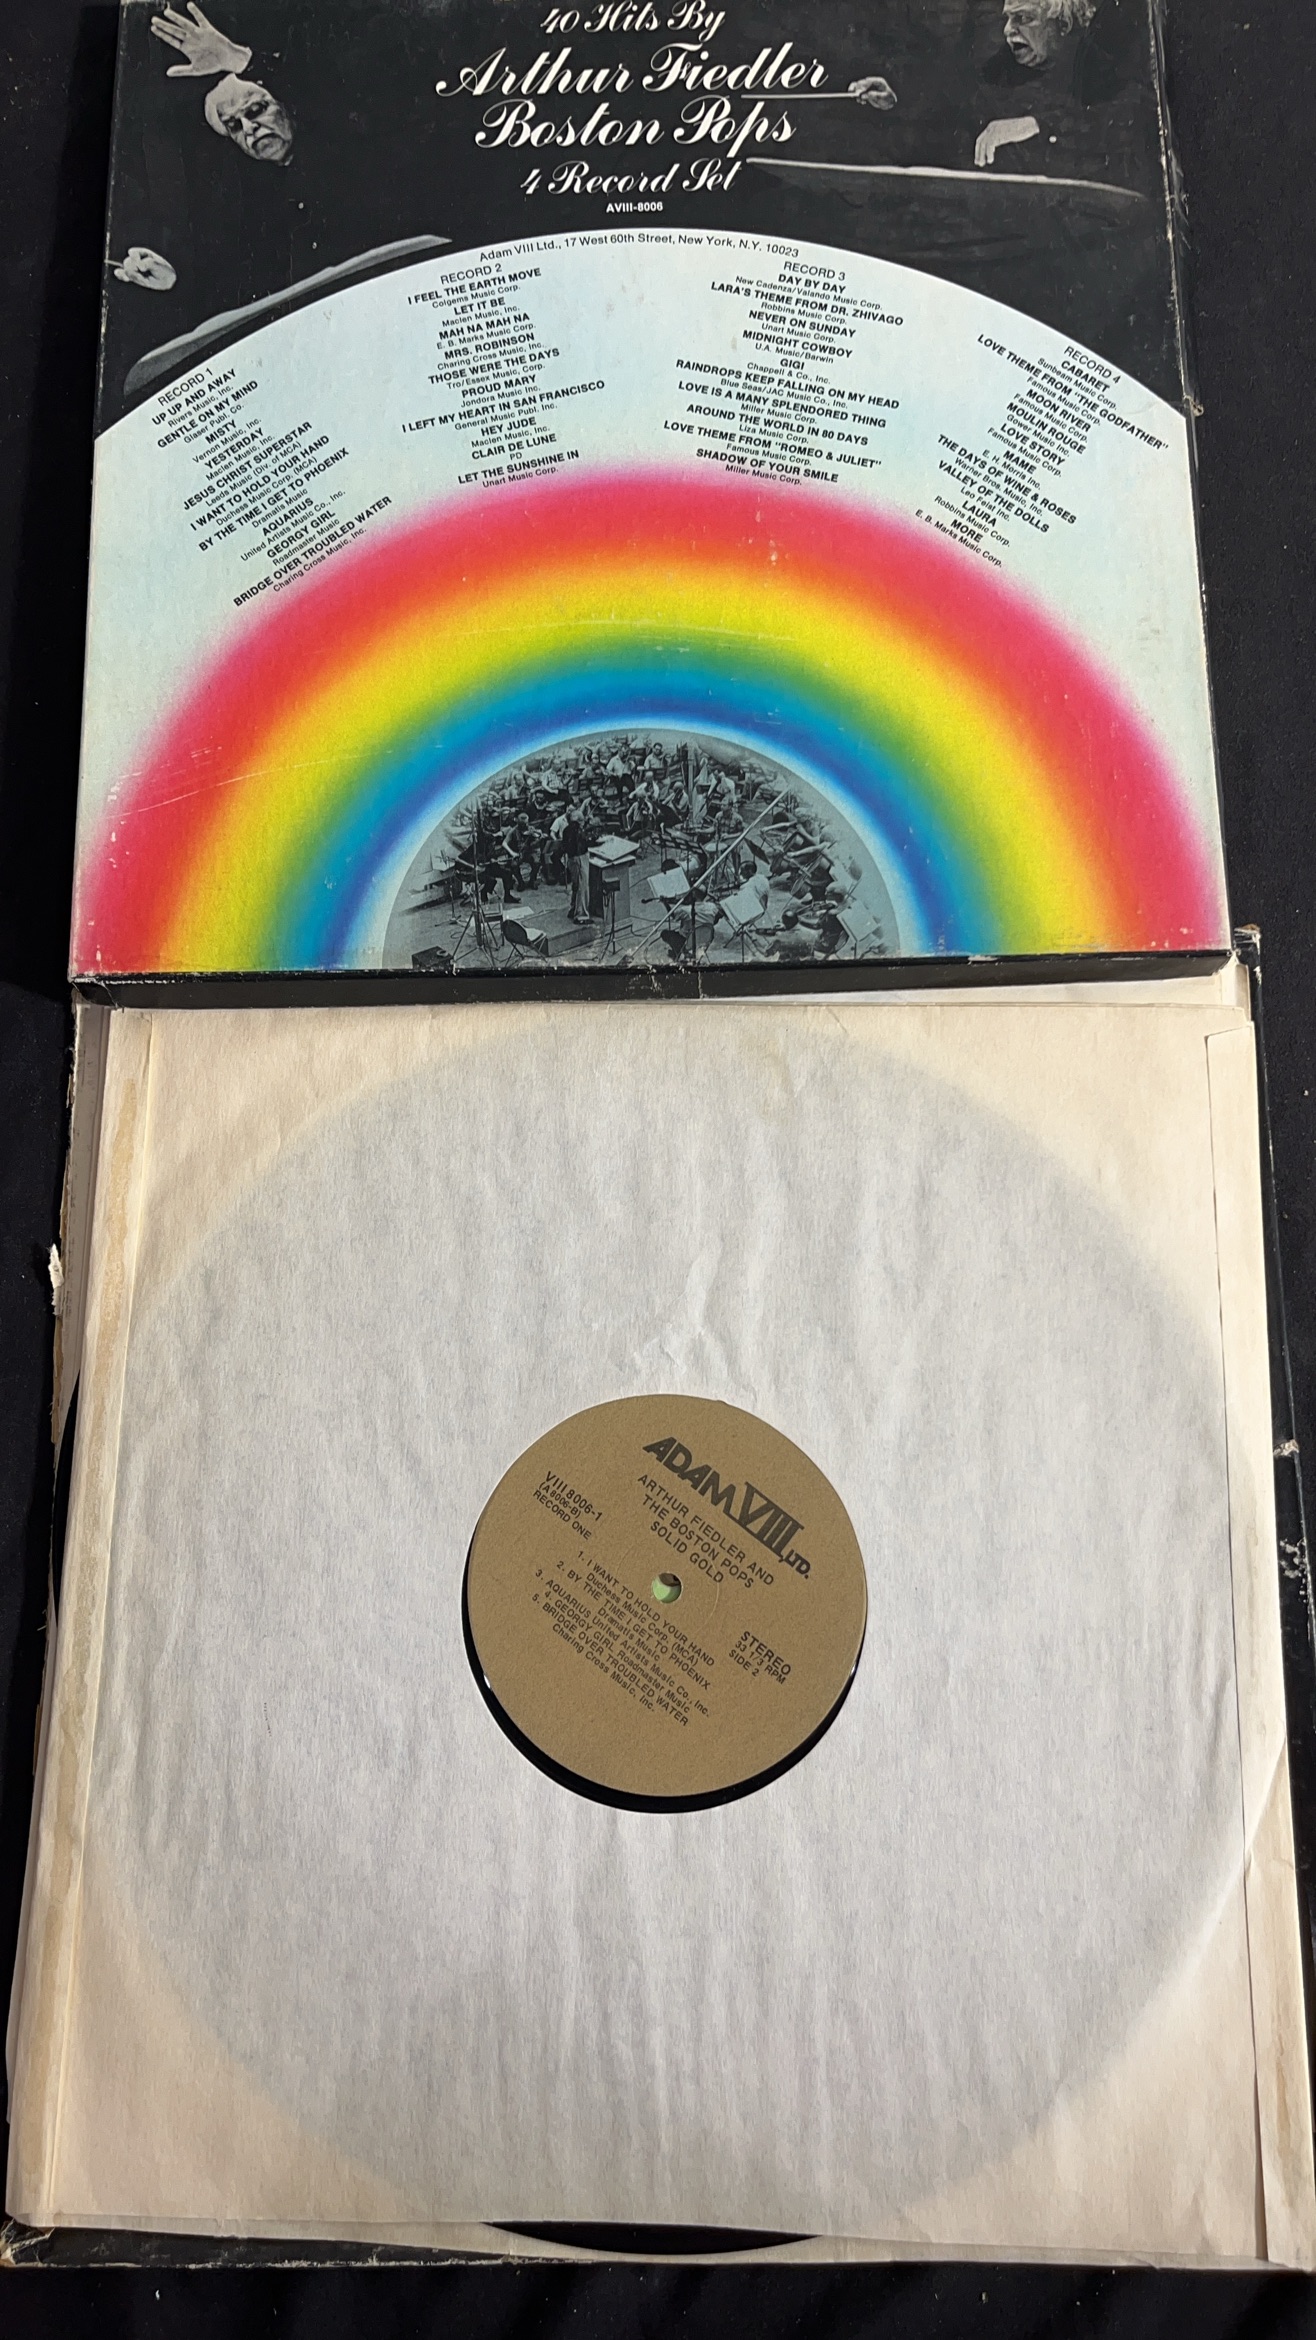 40 Hits By
Arthur Fiedler
Boston Pops
4 Record Set
AVIII-8006
Adam VIII Ltd., 17 West 60th Street, New York, N.Y. 10023
RECORD 1
UP UP AND AWAY
Rivers Music, Inc.
GENTLE ON MY MIND
Glaser Publ. Co.
MISTY
Vernon Music, Inc.
YESTERDAY
Maclen Music Inc.
JESUS CHRIST SUPERSTAR
Leeds Music (Div. of MCA)
I WANT TO HOLD YOUR HAND
Duchess Music Corp. (MCA)
BY THE TIME I GET TO PHOENIX
Dramatis Music
AQUARIUS
United Artists Music Co., Inc.
GEORGY GIRL
Roadmaster Music
BRIDGE OVER TROUBLED WATER
Charing Cross Music, Inc.
RECORD 2
I FEEL THE EARTH MOVE
Colgems Music Corp.
LET IT BE
Maclen Music, Inc.
MAH NA MAH NA
E. B. Marks Music Corp.
MRS. ROBINSON
Charing Cross Music, Inc.
THOSE WERE THE DAYS
Tro/Essex Music, Corp.
PROUD MARY
Jondora Music Inc.
I LEFT MY HEART IN SAN FRANCISCO
General Music Publ. Inc.
HEY JUDE
Maclen Music, Inc.
CLAIR DE LUNE
PD
LET THE SUNSHINE IN
Unart Music Corp.
RECORD 3
DAY BY DAY
New Cadenza/Valando Music Corp.
LARA'S THEME FROM DR. ZHIVAGO
Robbins Music Corp.
NEVER ON SUNDAY
Unart Music Corp.
MIDNIGHT COWBOY
U.A. Music/Barwin
GIGI
Chappell & Co., Inc.
RAINDROPS KEEP FALLING ON MY HEAD
Blue Seas/JAC Music Co., Inc.
LOVE IS A MANY SPLENDORED THING
Miller Music Corp.
AROUND THE WORLD IN 80 DAYS
Liza Music Corp.
LOVE THEME FROM "ROMEO & JULIET"
Famous Music Corp.
SHADOW OF YOUR SMILE
Miller Music Corp.
RECORD 4
CABARET
Sunbeam Music Corp.
LOVE THEME FROM "THE GODFATHER"
Famous Music Corp.
MOON RIVER
Famous Music Corp.
MOULIN ROUGE
Gower Music Inc.
LOVE STORY
Famous Music Corp.
MAME
E. H. Morris Inc.
THE DAYS OF WINE & ROSES
Warner Bros. Music, Inc.
VALLEY OF THE DOLLS
Leo Feist Inc.
LAURA
Robbins Music Corp.
MORE
E. B. Marks Music Corp.
ADAM VIII, LTD.
ARTHUR FIEDLER AND
THE BOSTON POPS
SOLID GOLD
VIII 8006-1
(A 8006-B)
RECORD ONE
STEREO
33 1/3 RPM
SIDE 2
1. I WANT TO HOLD YOUR HAND
Duchess Music Corp. (MCA)
2. BY THE TIME I GET TO PHOENIX
Dramatis Music
3. AQUARIUS United Artists Music Co., Inc.
4. GEORGY GIRL Roadmaster Music
5. BRIDGE OVER TROUBLED WATER
Charing Cross Music, Inc.